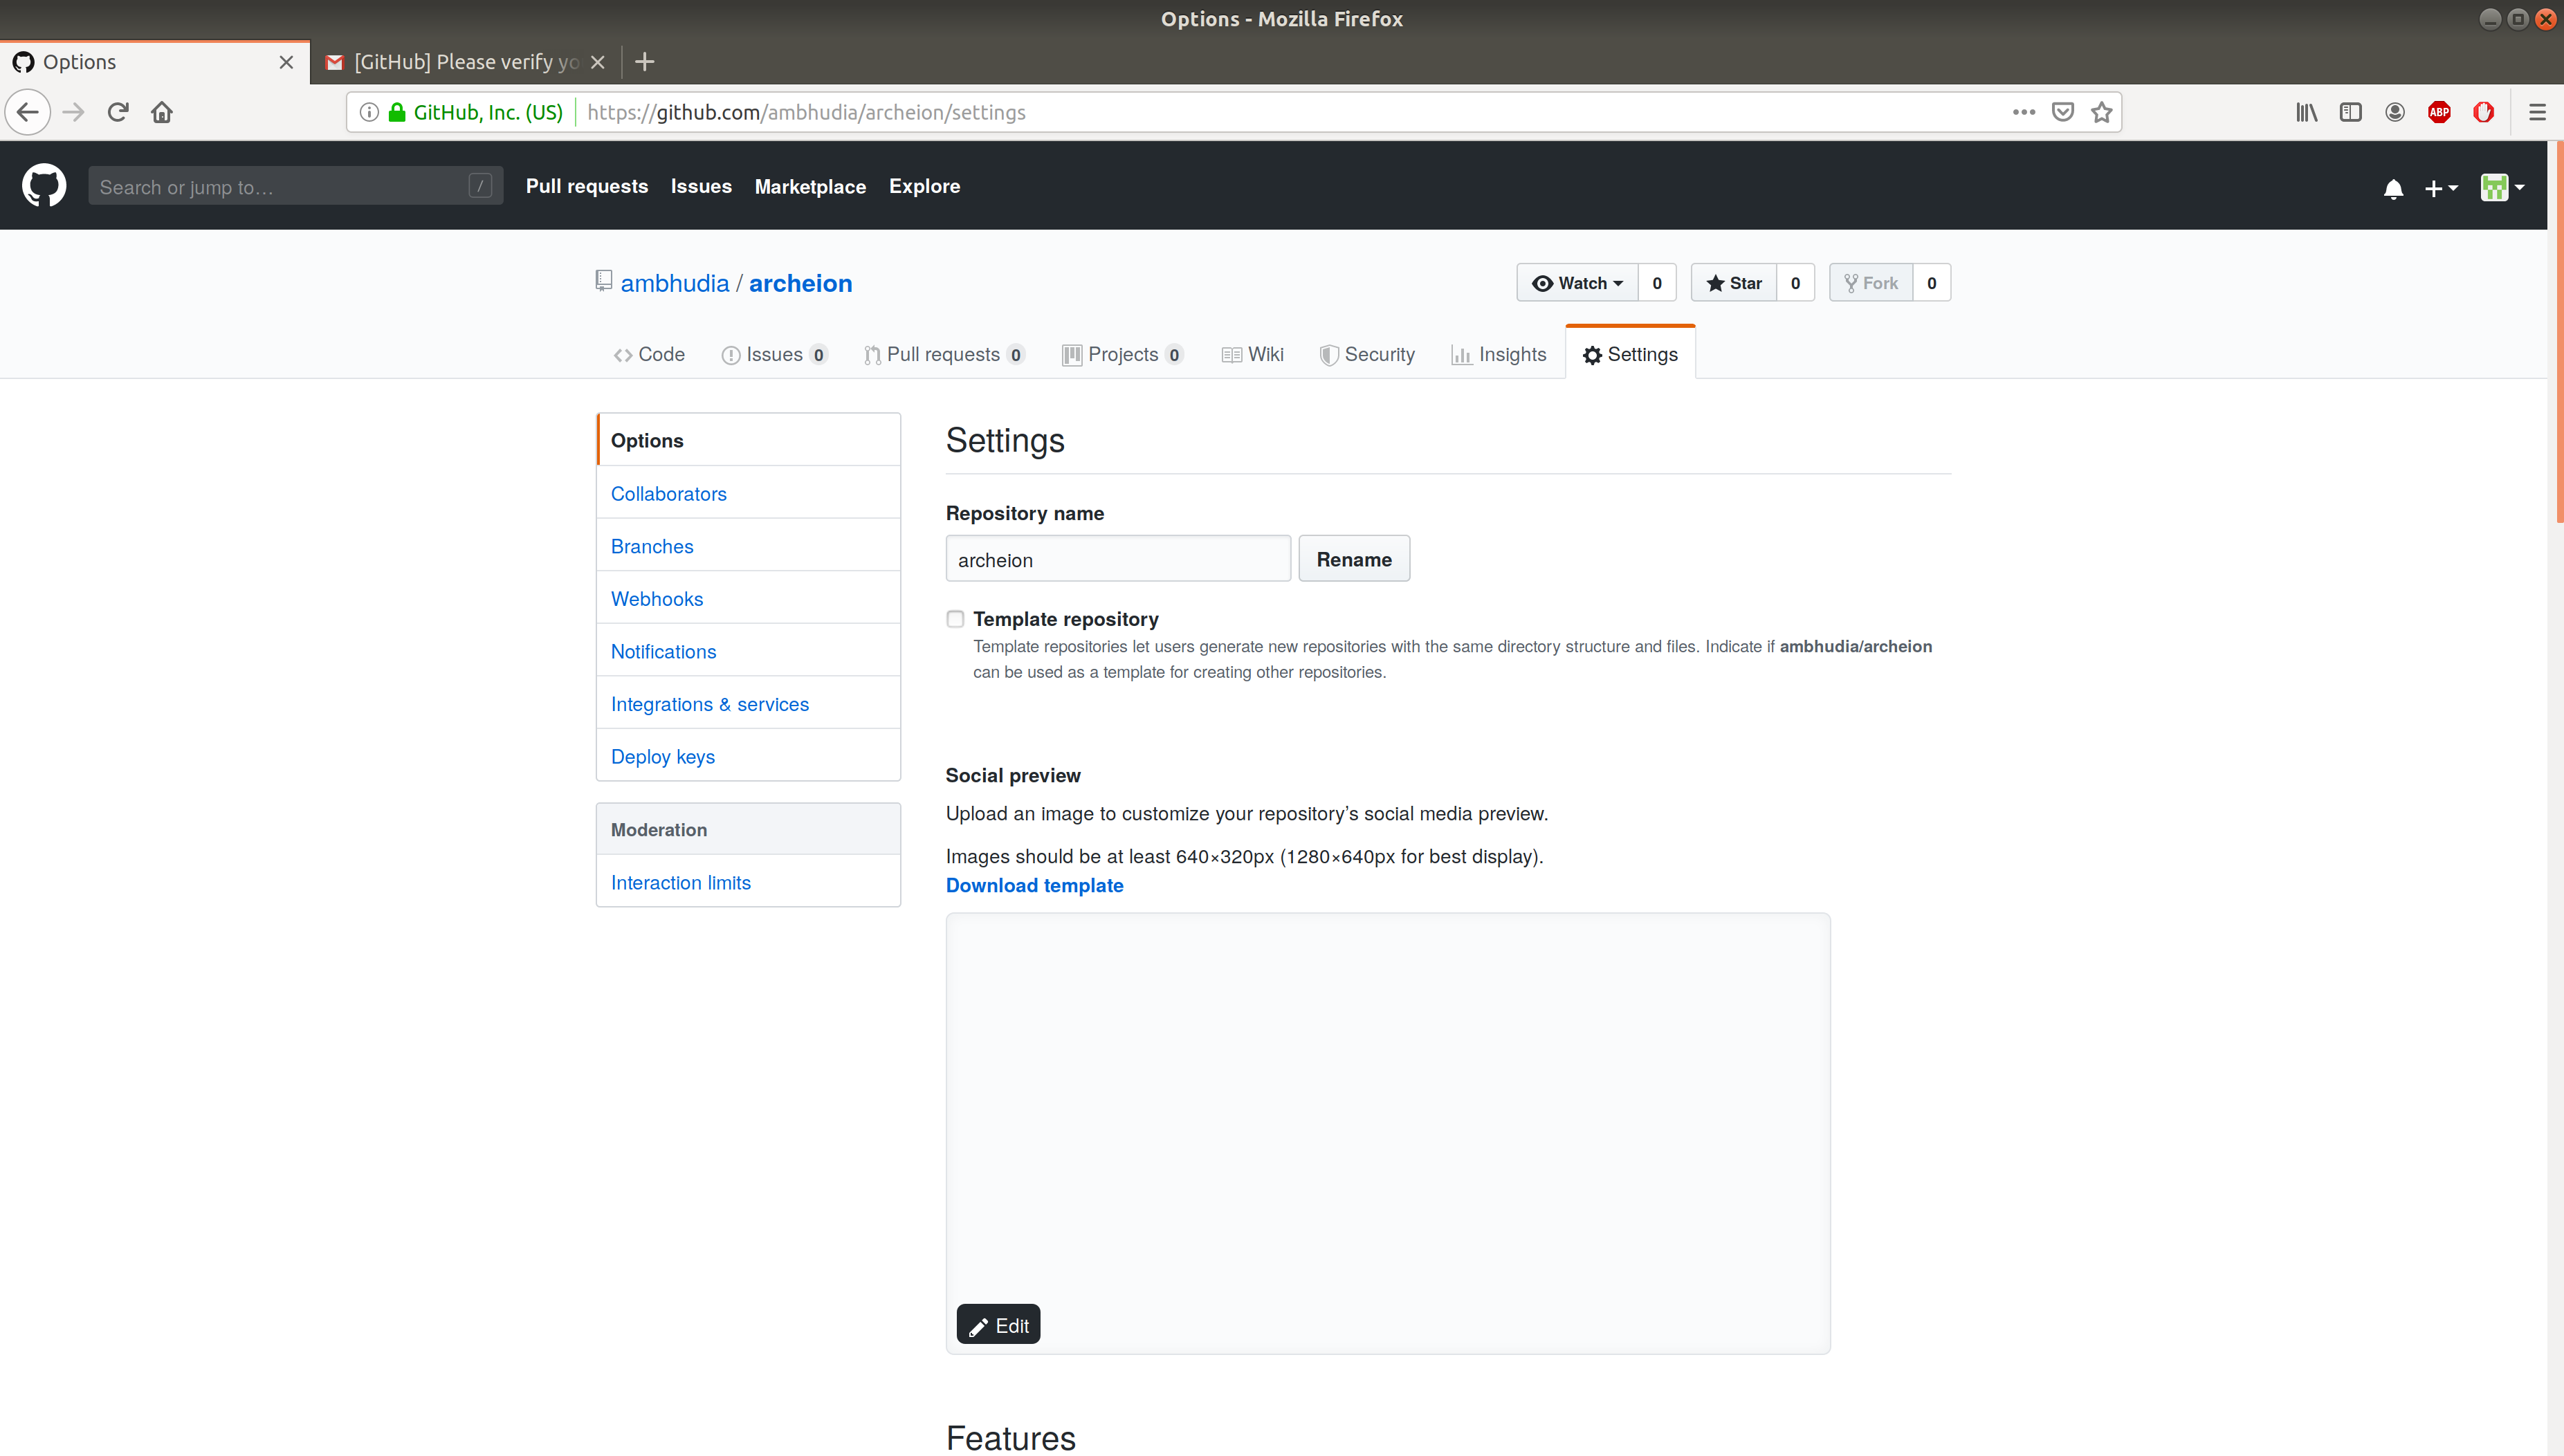 Options - Mozilla Firefox
Options
[GitHub] Please verify yo
GitHub, Inc. (US) https://github.com/ambhudia/archeion/settings
ABP
Search or jump to… /
Pull requests Issues Marketplace Explore
ambhudia / archeion
Watch 0 Star 0 Fork 0
Code Issues 0 Pull requests 0 Projects 0 Wiki Security Insights Settings
Options
Collaborators
Branches
Webhooks
Notifications
Integrations & services
Deploy keys
Moderation
Interaction limits
Settings
Repository name
archeion Rename
Template repository
Template repositories let users generate new repositories with the same directory structure and files. Indicate if ambhudia/archeion
can be used as a template for creating other repositories.
Social preview
Upload an image to customize your repository’s social media preview.
Images should be at least 640×320px (1280×640px for best display).
Download template
Edit
Features